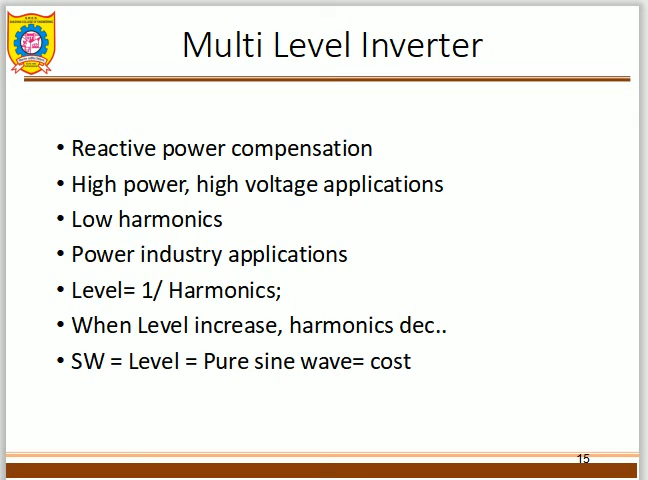 Multi Level Inverter
• Reactive power compensation
• High power, high voltage applications
• Low harmonics
• Power industry applications
• Level= 1/ Harmonics;
• When Level increase, harmonics dec..
• SW = Level = Pure sine wave= cost
15